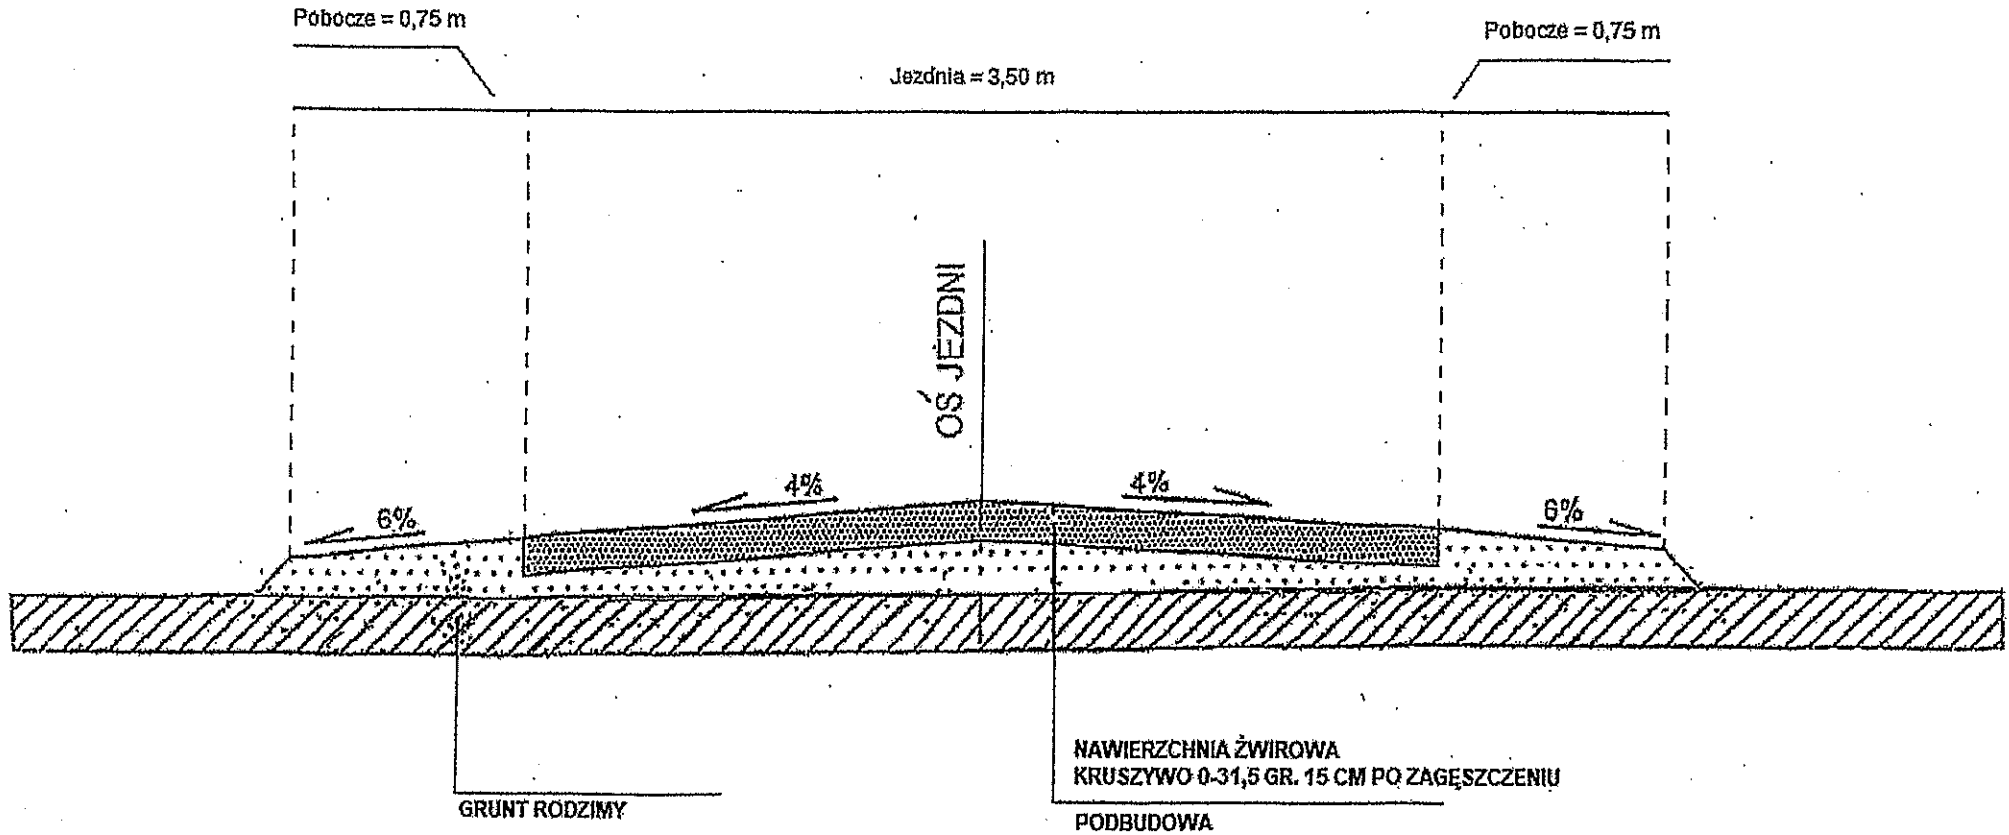 Pobocze = 0,75 m
Pobocze = 0,75 m
Jezdnia = 3,50 m
OŚ JEZDNI
4%
4%
6%
6%
NAWIERZCHNIA ŻWIROWA
KRUSZYWO 0-31,5 GR. 15 CM PO ZAGĘSZCZENIU
GRUNT RODZIMY
PODBUDOWA